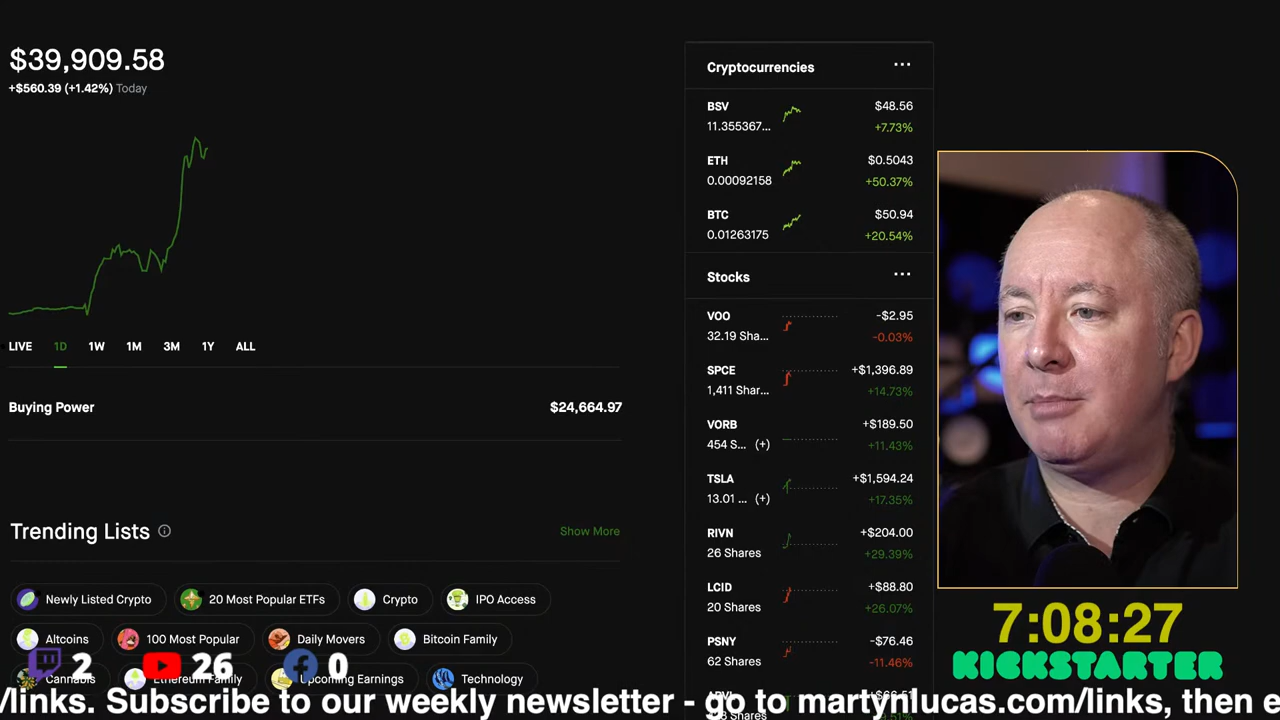 $39,909.58
+$560.39 (+1.42%) Today
LIVE 1D 1W 1M 3M 1Y ALL
Buying Power $24,664.97
Trending Lists
Show More
Newly Listed Crypto
20 Most Popular ETFs
Crypto
IPO Access
Altcoins
100 Most Popular
Daily Movers
Bitcoin Family
Cannabis
Ethereum Family
Upcoming Earnings
Technology
Cryptocurrencies
BSV $48.56
11.355367... +7.73%
ETH $0.5043
0.00092158 +50.37%
BTC $50.94
0.01263175 +20.54%
Stocks
VOO -$2.95
32.19 Sha... -0.03%
SPCE +$1,396.89
1,411 Shar... +14.73%
VORB +$189.50
454 S... (+) +11.43%
TSLA +$1,594.24
13.01 ... (+) +17.35%
RIVN +$204.00
26 Shares +29.39%
LCID +$88.80
20 Shares +26.07%
PSNY -$76.46
62 Shares -11.46%
Shares
7:08:27
KICKSTARTER
2 26 0
/links. Subscribe to our weekly newsletter - go to martynlucas.com/links, then e